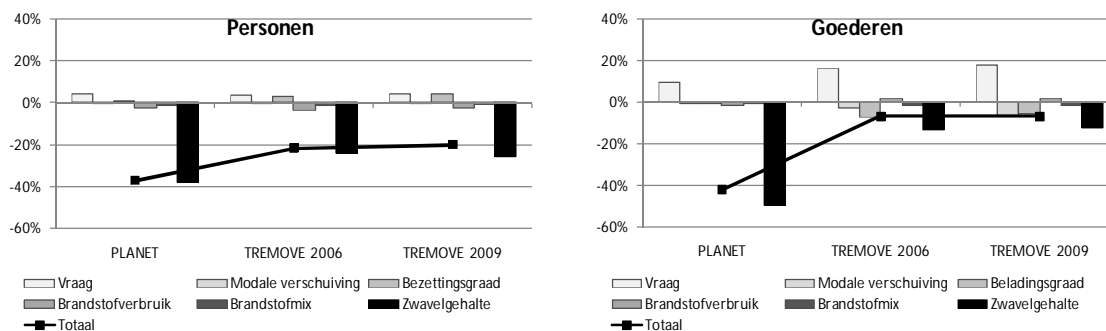 Personen
40%
20%
0%
-20%
-40%
-60%
PLANET TREMOVE 2006 TREMOVE 2009
Vraag Modale verschuiving Bezettingsgraad
Brandstofverbruik Brandstofmix Zwavelgehalte
Totaal
Goederen
40%
20%
0%
-20%
-40%
-60%
PLANET TREMOVE 2006 TREMOVE 2009
Vraag Modale verschuiving Beladingsgraad
Brandstofverbruik Brandstofmix Zwavelgehalte
Totaal